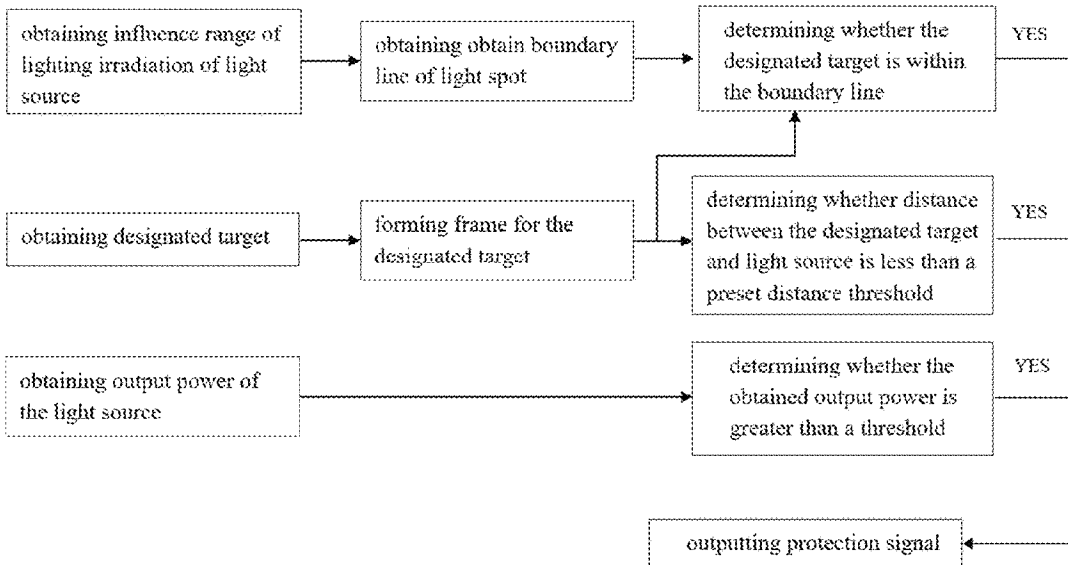 obtaining influence range of
lighting irradiation of light
source
obtaining obtain boundary
line of light spot
determining whether the
designated target is within
the boundary line
YES
obtaining designated target
forming frame for the
designated target
determining whether distance
between the designated target
and light source is less than a
preset distance threshold
YES
obtaining output power of
the light source
determining whether the
obtained output power is
greater than a threshold
YES
outputting protection signal